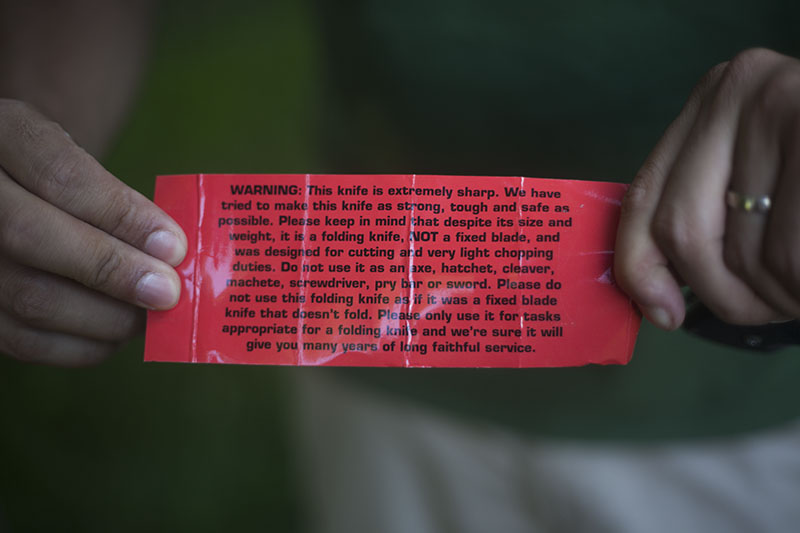 WARNING: This knife is extremely sharp. We have
tried to make this knife as strong, tough and safe as
possible. Please keep in mind that despite its size and
weight, it is a folding knife, NOT a fixed blade, and
was designed for cutting and very light chopping
duties. Do not use it as an axe, hatchet, cleaver,
machete, screwdriver, pry bar or sword. Please do
not use this folding knife as if it was a fixed blade
knife that doesn't fold. Please only use it for tasks
appropriate for a folding knife and we're sure it will
give you many years of long faithful service.